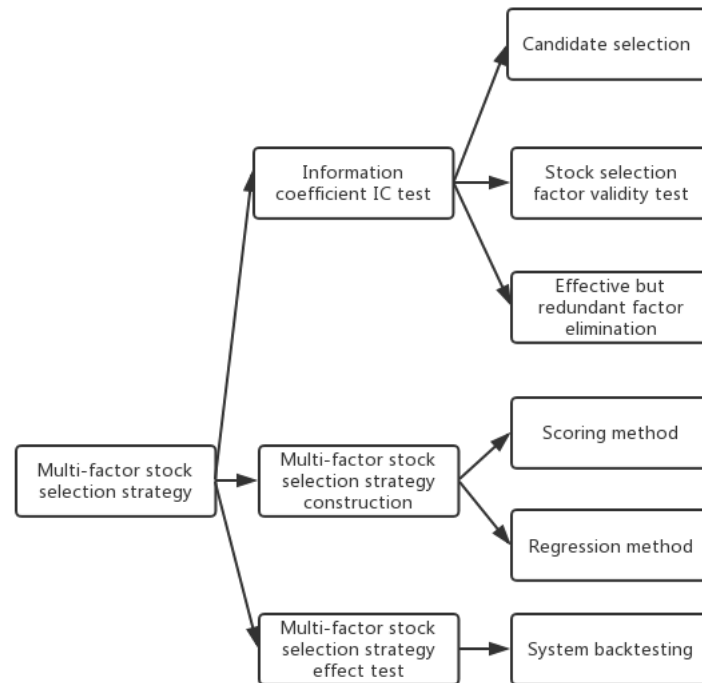 Candidate selection
Information
coefficient IC test
Stock selection
factor validity test
Effective but
redundant factor
elimination
Multi-factor stock
selection strategy
Multi-factor stock
selection strategy
construction
Scoring method
Regression method
Multi-factor stock
selection strategy
effect test
System backtesting